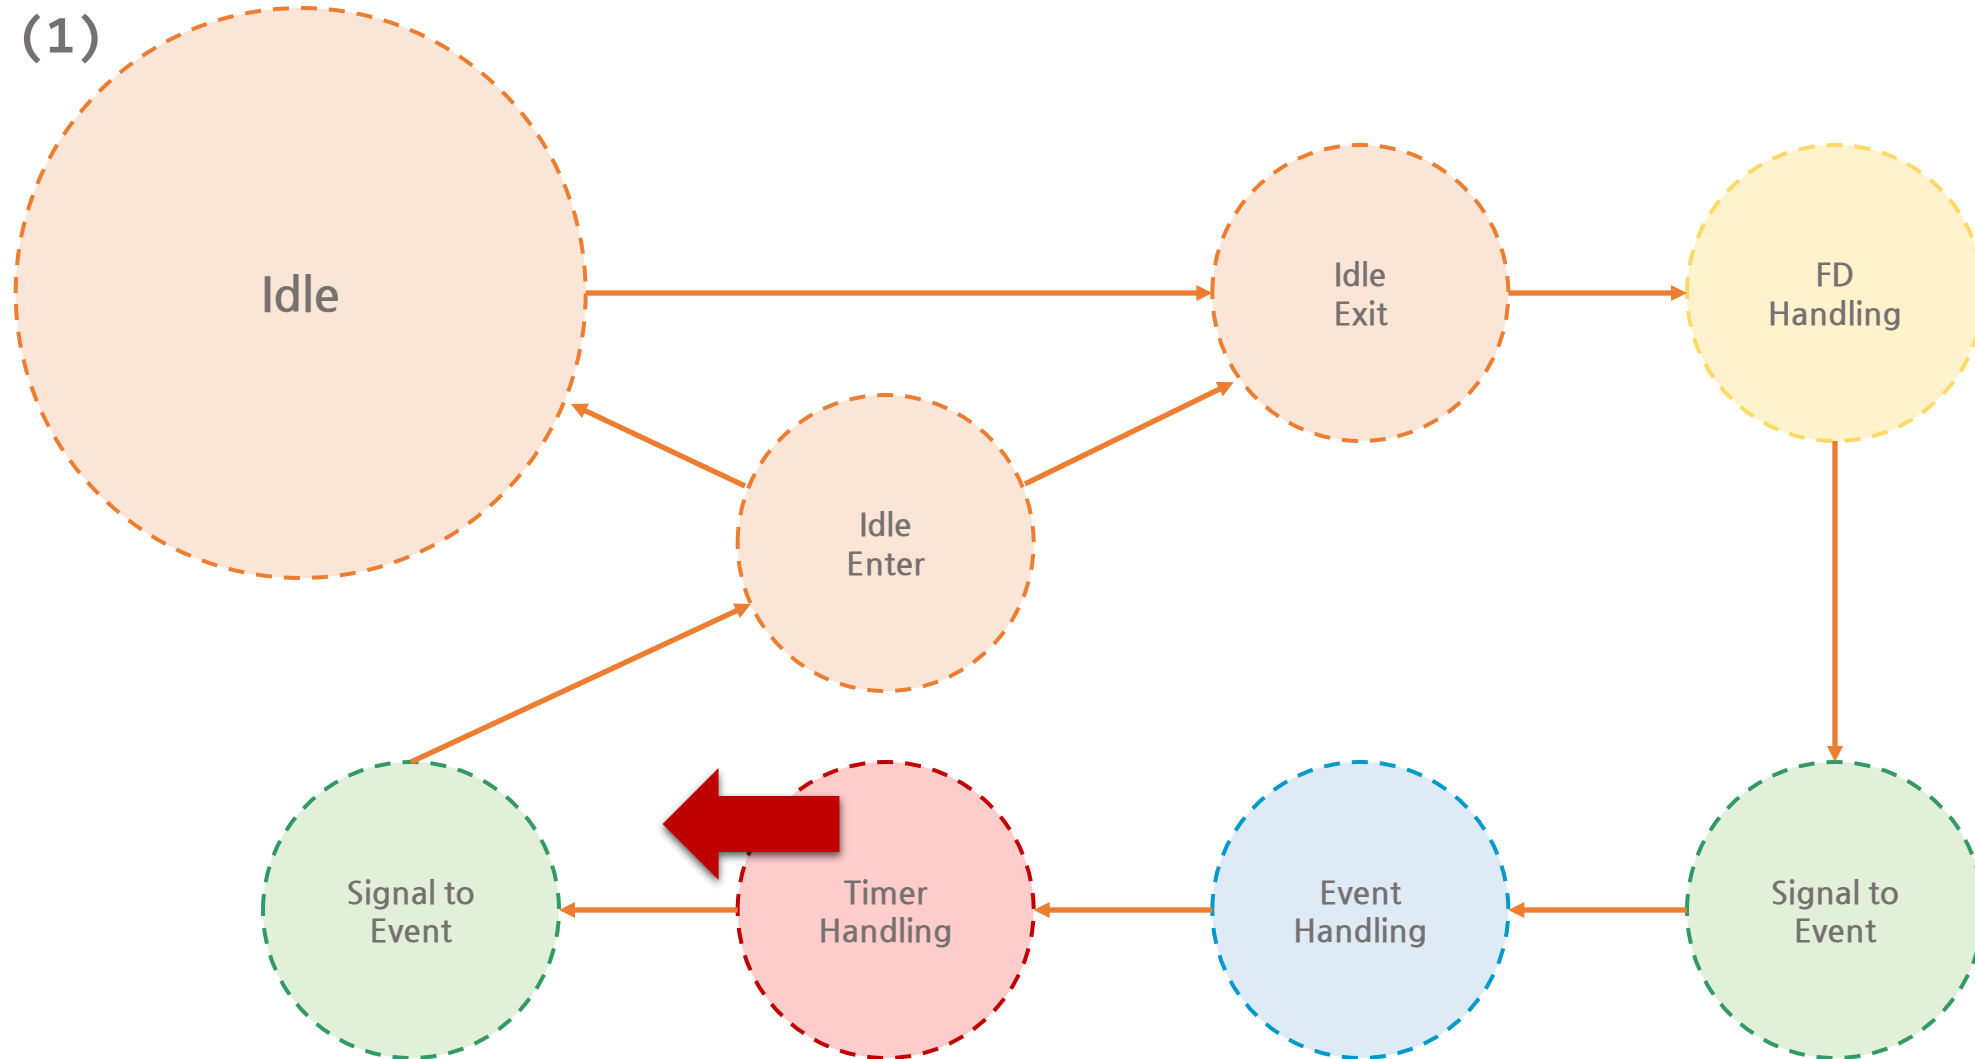 (1)
Idle
Idle
Exit
FD
Handling
Idle
Enter
Signal to
Event
Timer
Handling
Event
Handling
Signal to
Event